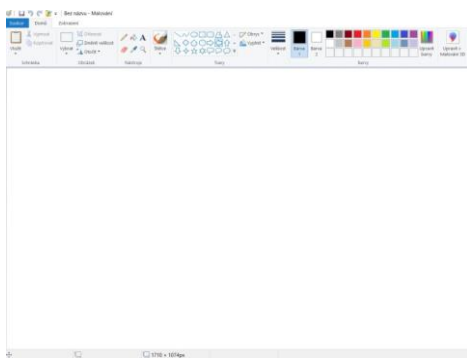 Bez názvu - Malování
Soubor Domů Zobrazení
Vložit
Vyjmout
Kopírovat
Schránka
Vybrat
Oříznout
Změnit velikost
Otočit
Obrázek
A
Nástroje
Štětce
Obrys
Výplň
Tvary
Velikost
Barva 1
Barva 2
Upravit barvy
Barvy
Upravit v Malování 3D
1718 × 1074px